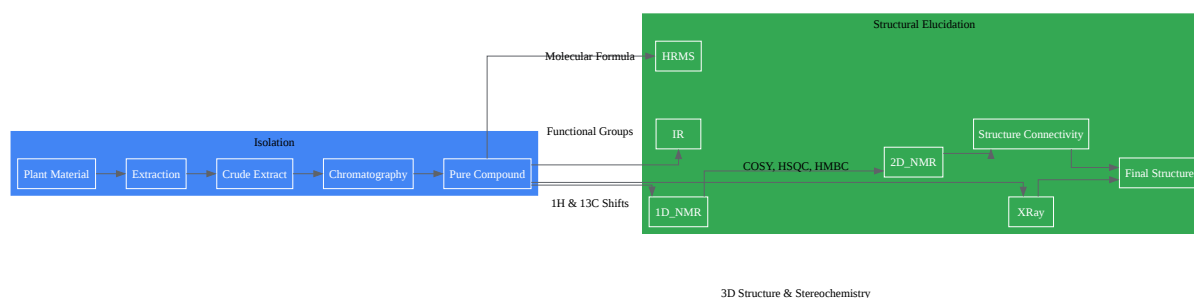 Structural Elucidation
Molecular Formula
HRMS
Isolation
Functional Groups
IR
Structure Connectivity
Plant Material
Extraction
Crude Extract
Chromatography
Pure Compound
COSY, HSQC, HMBC
2D_NMR
Final Structure
1H & 13C Shifts
1D_NMR
XRay
3D Structure & Stereochemistry